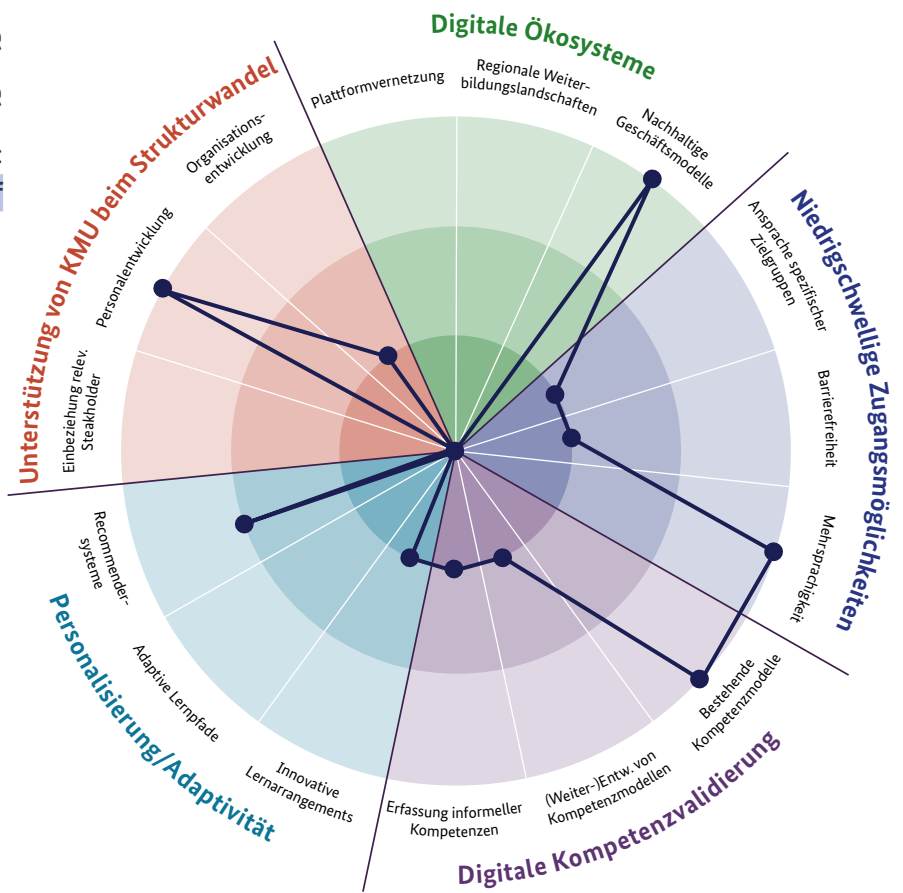 Digitale Ökosysteme
Plattformvernetzung
Regionale Weiter-
bildungslandschaften
Nachhaltige
Geschäftsmodelle
Niedrigschwellige Zugangsmöglichkeiten
Ansprache spezifischer
Zielgruppen
Barrierefreiheit
Mehrsprachigkeit
Digitale Kompetenzvalidierung
Bestehende
Kompetenzmodelle
(Weiter-)Entw. von
Kompetenzmodellen
Erfassung informeller
Kompetenzen
Personalisierung/Adaptivität
Innovative
Lernarrangements
Adaptive Lernpfade
Recommender-
systeme
Unterstützung von KMU beim Strukturwandel
Einbeziehung relev.
Steakholder
Personalentwicklung
Organisations-
entwicklung